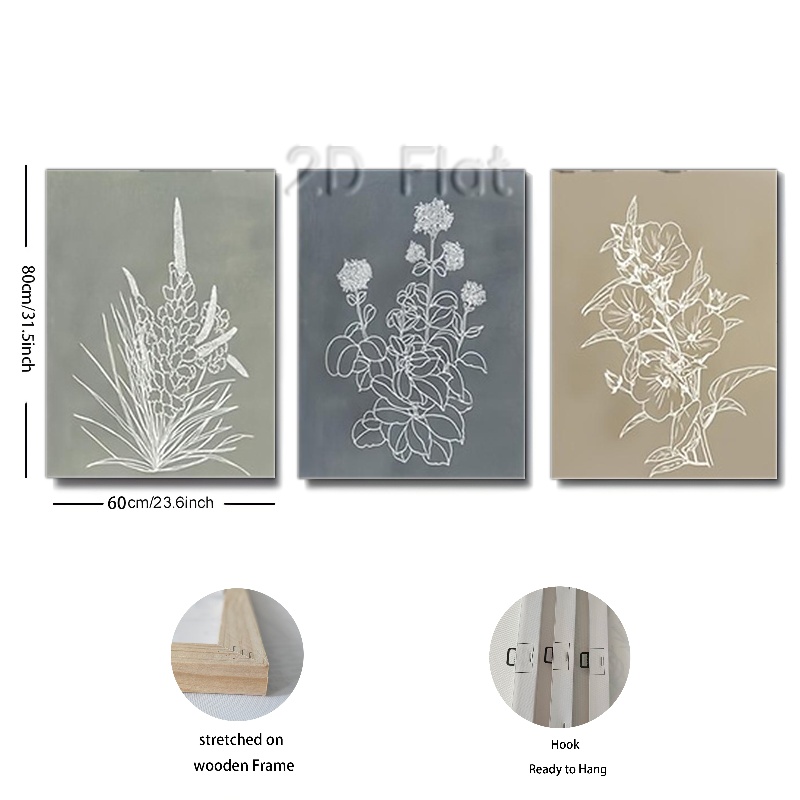 2D Flat
80cm/31.5inch
60cm/23.6inch
stretched on
wooden Frame
Hook
Ready to Hang